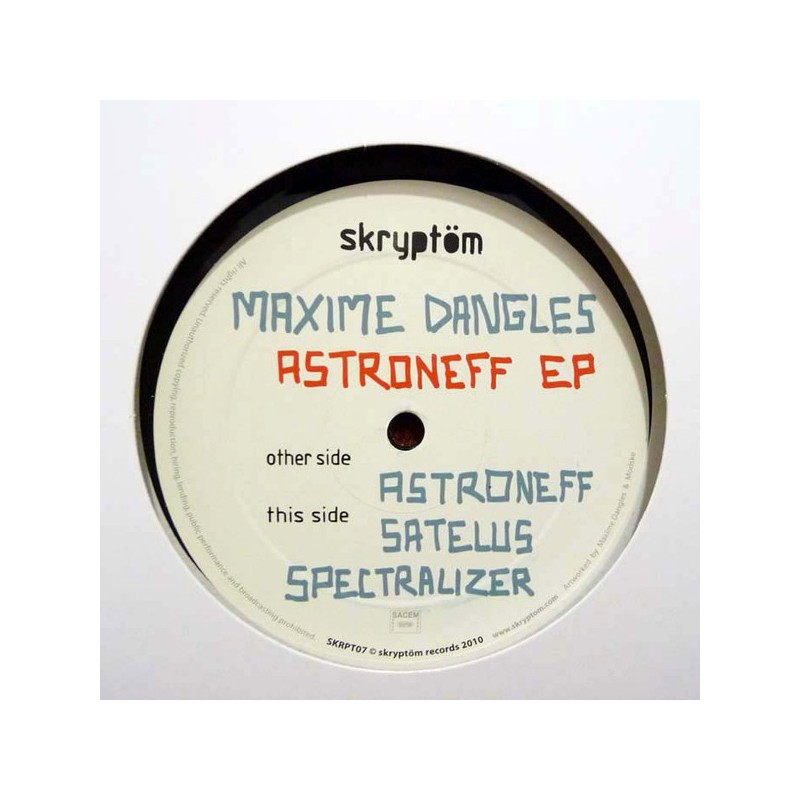 skryptöm
MAXIME DANGLES
ASTRONEFF EP
other side
ASTRONEFF
this side
SATELUS
SPECTRALIZER
SACEM
SKRPT07 © skryptöm records 2010
www.skryptom.com
Artworked by Maxime Dangles & Modske
All rights reserved. Unauthorized copying, reproduction, hiring, lending, public performance and broadcasting prohibited.